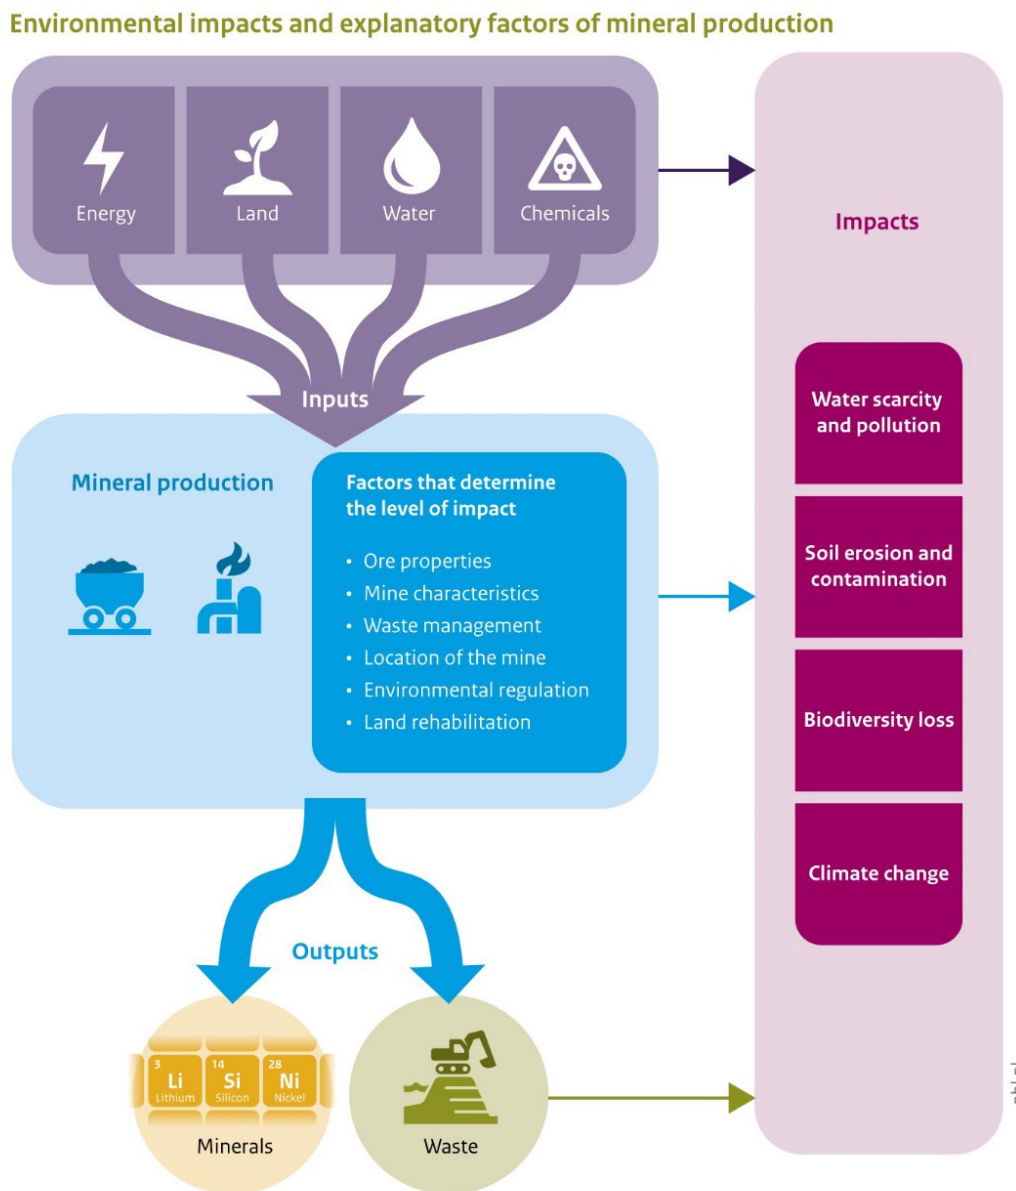 Environmental impacts and explanatory factors of mineral production
Energy
Land
Water
Chemicals
Inputs
Mineral production
Factors that determine
the level of impact
• Ore properties
• Mine characteristics
• Waste management
• Location of the mine
• Environmental regulation
• Land rehabilitation
Outputs
3
Li
Lithium
14
Si
Silicon
28
Ni
Nickel
Minerals
Waste
Impacts
Water scarcity
and pollution
Soil erosion and
contamination
Biodiversity loss
Climate change
pbl.nl